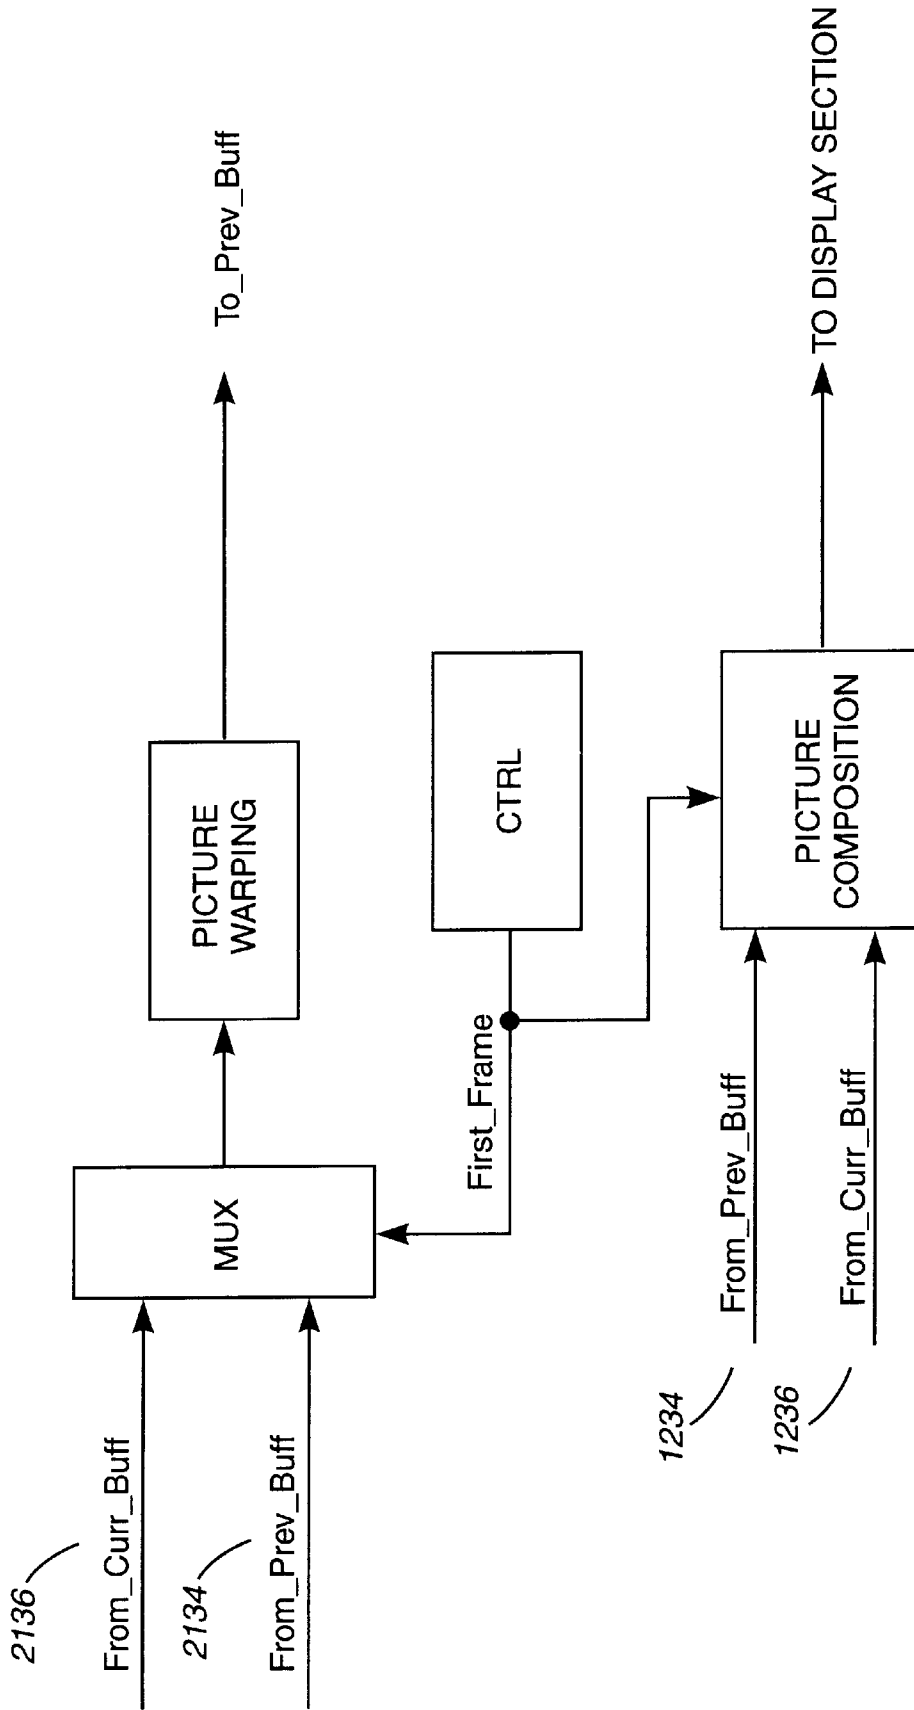 2136
From_Curr_Buff
2134
From_Prev_Buff
MUX
PICTURE
WARPING
To_Prev_Buff
First_Frame
CTRL
1234
From_Prev_Buff
1236
From_Curr_Buff
PICTURE
COMPOSITION
TO DISPLAY SECTION